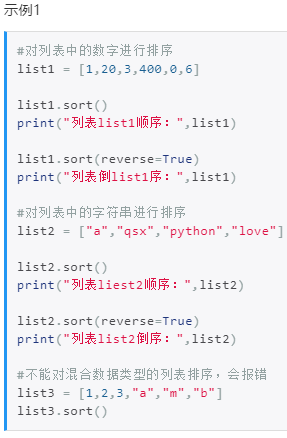 示例1
#对列表中的数字进行排序
list1 = [1,20,3,400,0,6]
list1.sort()
print("列表list1顺序：",list1)
list1.sort(reverse=True)
print("列表倒list1序：",list1)
#对列表中的字符串进行排序
list2 = ["a","qsx","python","love"]
list2.sort()
print("列表liest2顺序：",list2)
list2.sort(reverse=True)
print("列表list2倒序：",list2)
#不能对混合数据类型的列表排序，会报错
list3 = [1,2,3,"a","m","b"]
list3.sort()